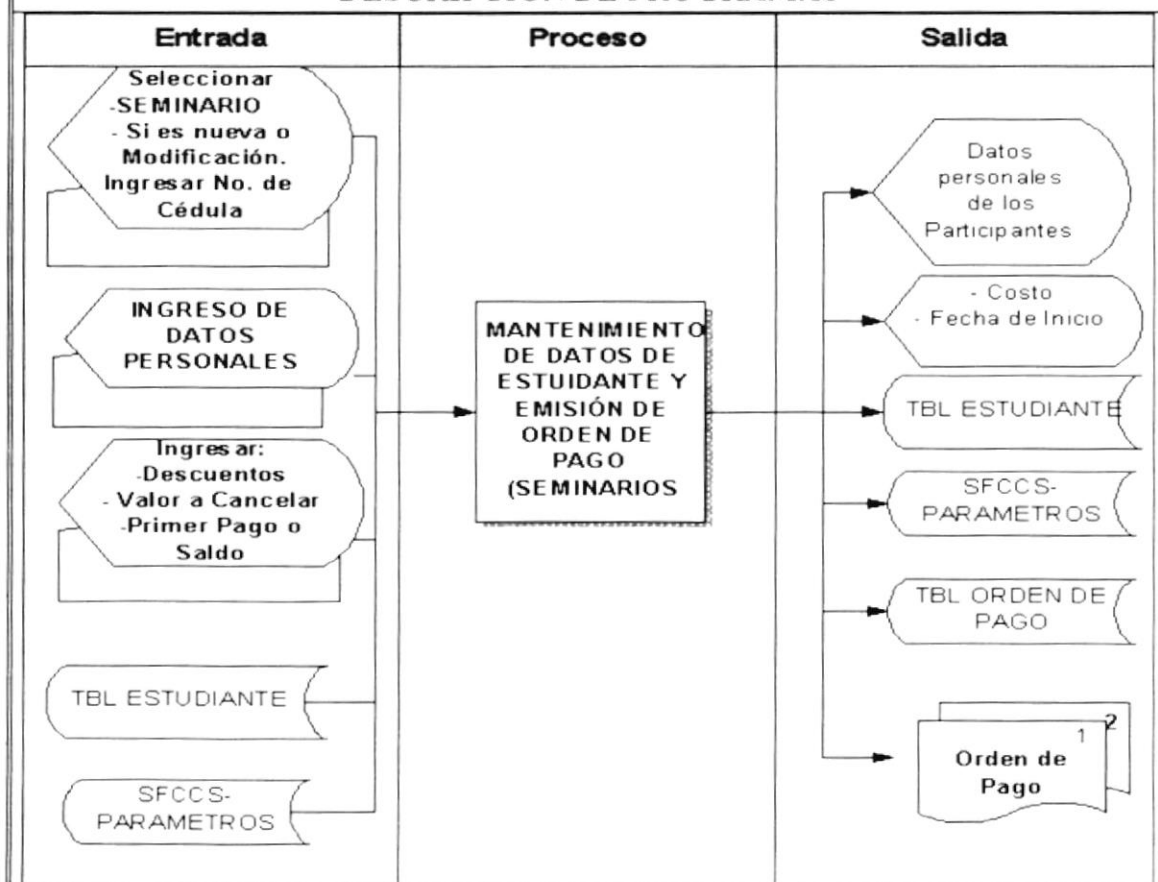 Entrada
Proceso
Salida
Seleccionar
-SEMINARIO
- Si es nueva o
Modificación.
Ingresar No. de
Cédula
INGRESO DE
DATOS
PERSONALES
Ingresar:
-Descuentos
- Valor a Cancelar
-Primer Pago o
Saldo
TBL ESTUDIANTE
SFCCS-
PARAMETROS
MANTENIMIENTO
DE DATOS DE
ESTUIDANTE Y
EMISIÓN DE
ORDEN DE
PAGO
(SEMINARIOS
Datos
personales
de los
Participantes
- Costo
- Fecha de Inicio
TBL ESTUDIANTE
SFCCS-
PARAMETROS
TBL ORDEN DE
PAGO
1
2
Orden de
Pago